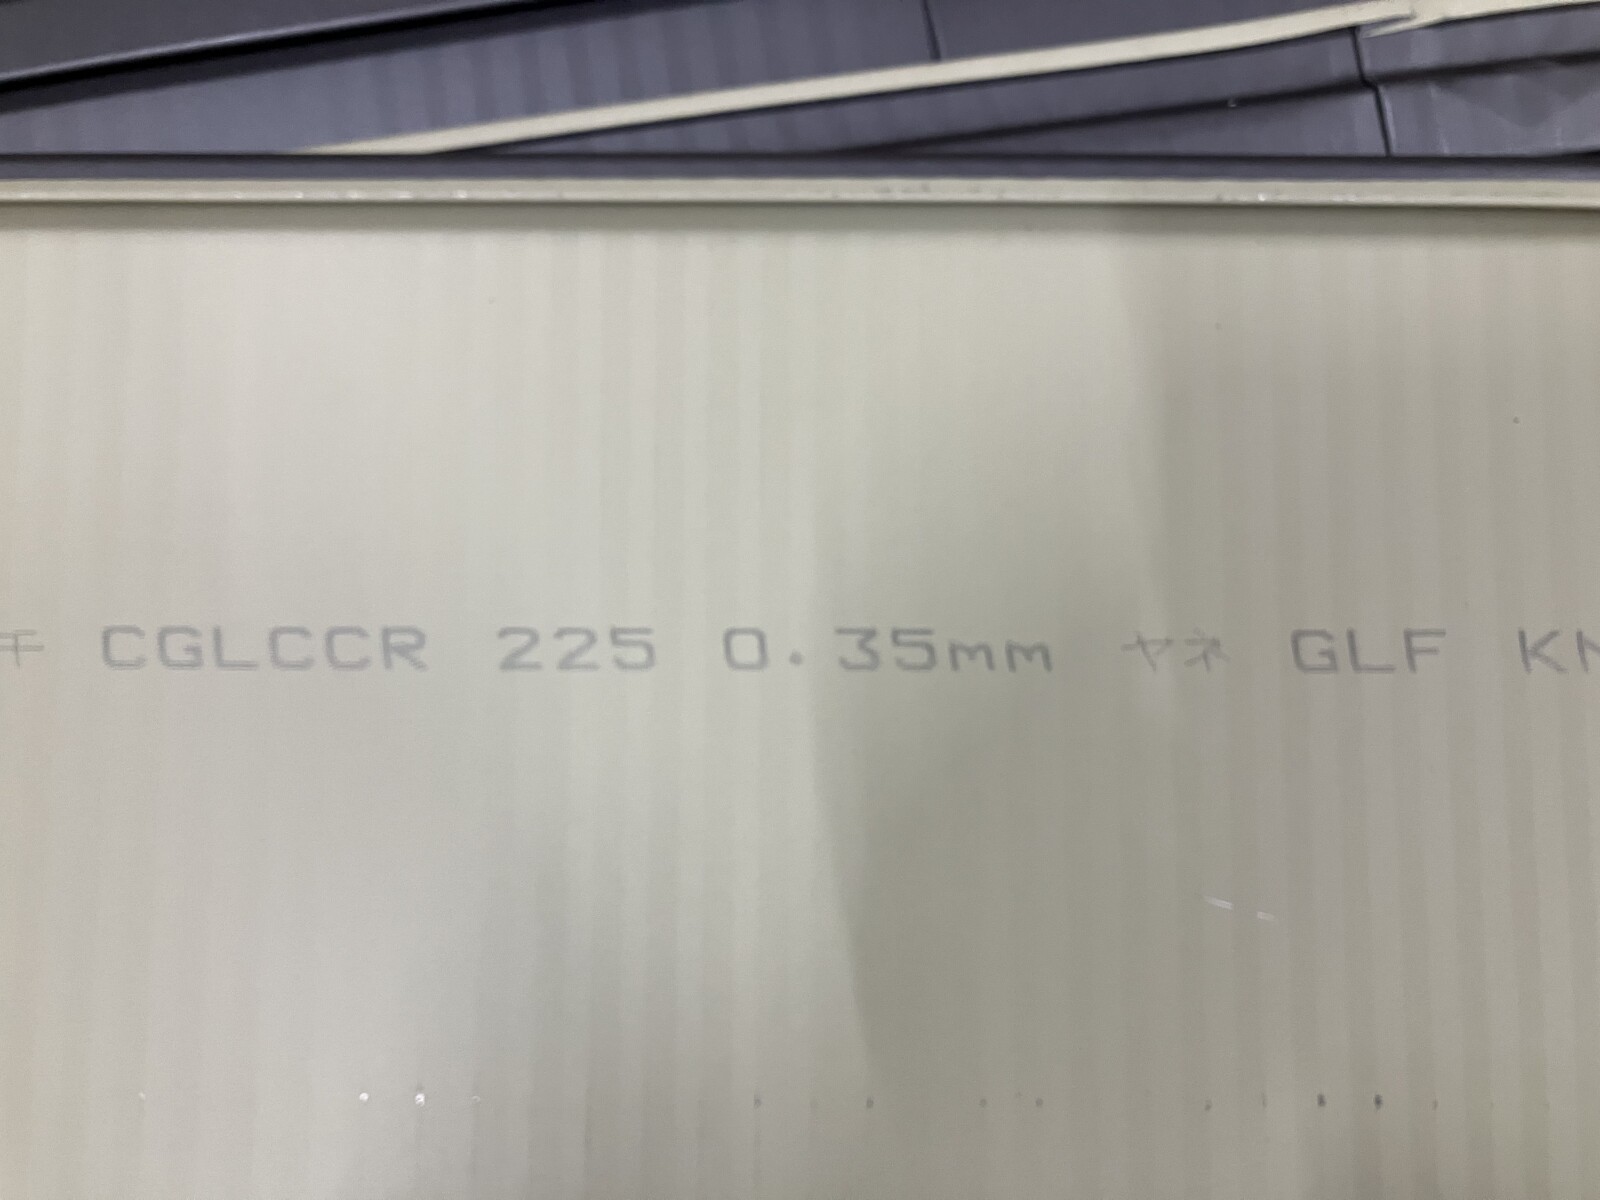 CGLCCR 225 0.35mm ヤネ GLF